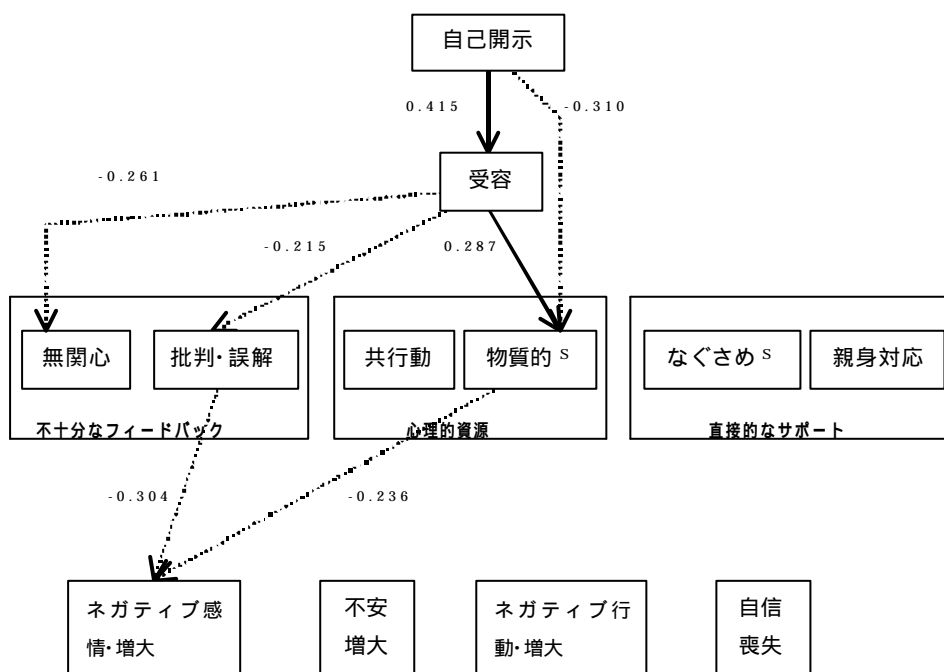 自己開示
0.415
-0.310
受容
-0.261
-0.215
0.287
無関心
批判・誤解
共行動
物質的 S
なぐさめ S
親身対応
不十分なフィードバック
心理的資源
直接的なサポート
-0.304
-0.236
ネガティブ感
情・増大
不安
増大
ネガティブ行
動・増大
自信
喪失